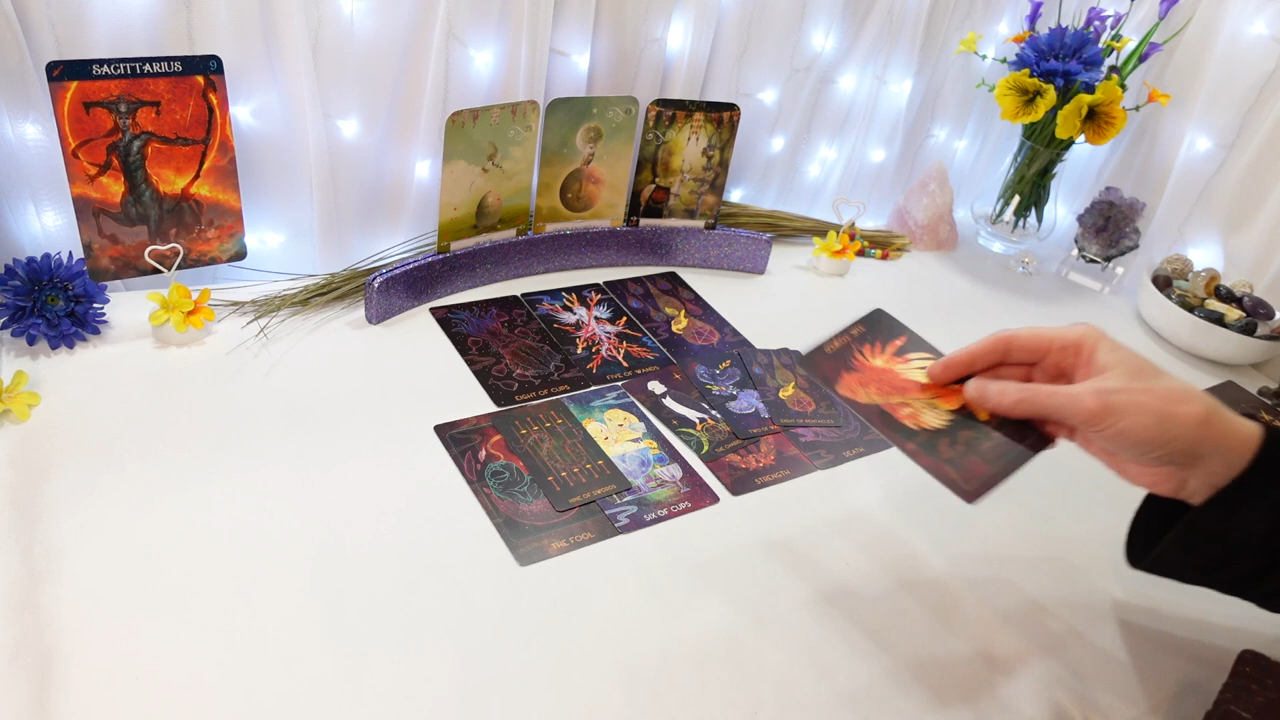 SAGITTARIUS 9
EIGHT OF CUPS
FIVE OF WANDS
EIGHT OF PENTACLES
DEATH
STRENGTH
NINE OF SWORDS
SIX OF CUPS
THE FOOL